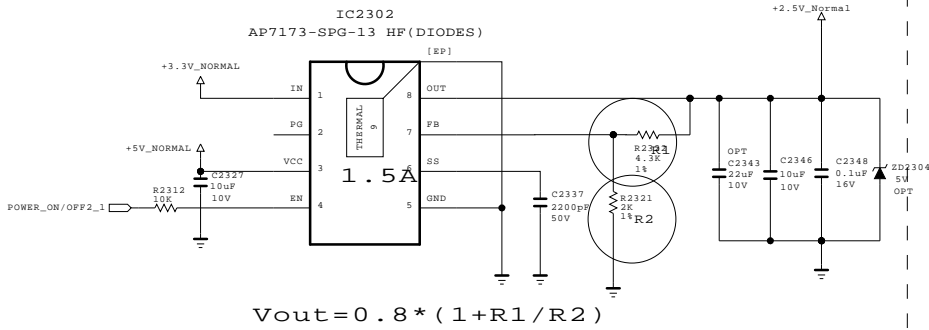 +2.5V_Normal
IC2302
AP7173-SPG-13 HF(DIODES)
[EP]
+3.3V_NORMAL
IN
1
8
OUT
THERMAL
9
PG
2
7
FB
R1
4.3K
1%
+5V_NORMAL
VCC
3
6
SS
1.5A
C2327
10uF
10V
R2312
10K
POWER_ON/OFF2_1
EN
4
5
GND
C2337
2200pF
50V
R2321
2K
1%
R2
OPT
C2343
22uF
10V
C2346
10uF
10V
C2348
0.1uF
16V
ZD2304
5V
OPT
Vout=0.8*(1+R1/R2)